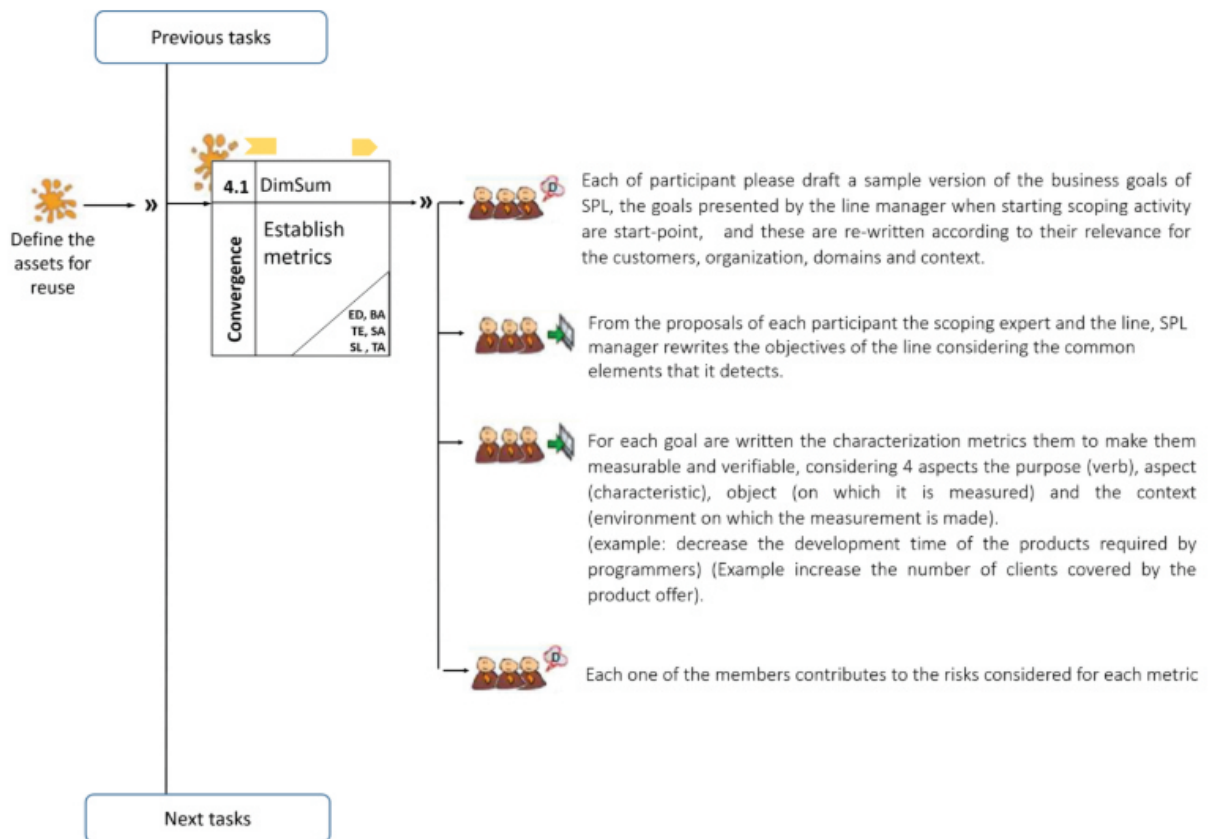 Previous tasks
Define the
assets for
reuse
»
4.1
DimSum
Convergence
Establish
metrics
ED, BA
TE, SA
SL , TA
»
D
Each of participant please draft a sample version of the business goals of
SPL, the goals presented by the line manager when starting scoping activity
are start-point, and these are re-written according to their relevance for
the customers, organization, domains and context.
From the proposals of each participant the scoping expert and the line, SPL
manager rewrites the objectives of the line considering the common
elements that it detects.
For each goal are written the characterization metrics them to make them
measurable and verifiable, considering 4 aspects the purpose (verb), aspect
(characteristic), object (on which it is measured) and the context
(environment on which the measurement is made).
(example: decrease the development time of the products required by
programmers) (Example increase the number of clients covered by the
product offer).
D
Each one of the members contributes to the risks considered for each metric
Next tasks